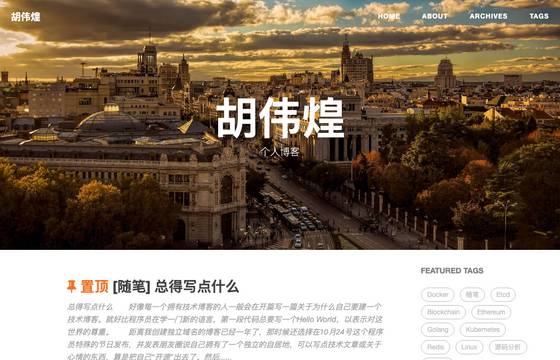 胡伟煌
HOME ABOUT ARCHIVES TAGS
胡伟煌
个人博客
置顶 [随笔] 总得写点什么
总得写点什么 好像每一个拥有技术博客的人一般会在开篇写一篇关于为什么自己要建一个
技术博客。就好比程序员在学一门新的语言，第一段代码总要写一个Hello World，以表示对这
世界的尊重。 距离我创建独立域名的博客已经一年了，那时候还选择在10月24号这个程序
员特殊的节日发布，并发表朋友圈说自己拥有了一个独立的自留地，可以写点技术文章或关于
心情的东西，算是把自己"开源"出去了，然后......
FEATURED TAGS
Docker 随笔 Etcd
Blockchain Ethereum
Golang Kubernetes
Redis Linux 源码分析